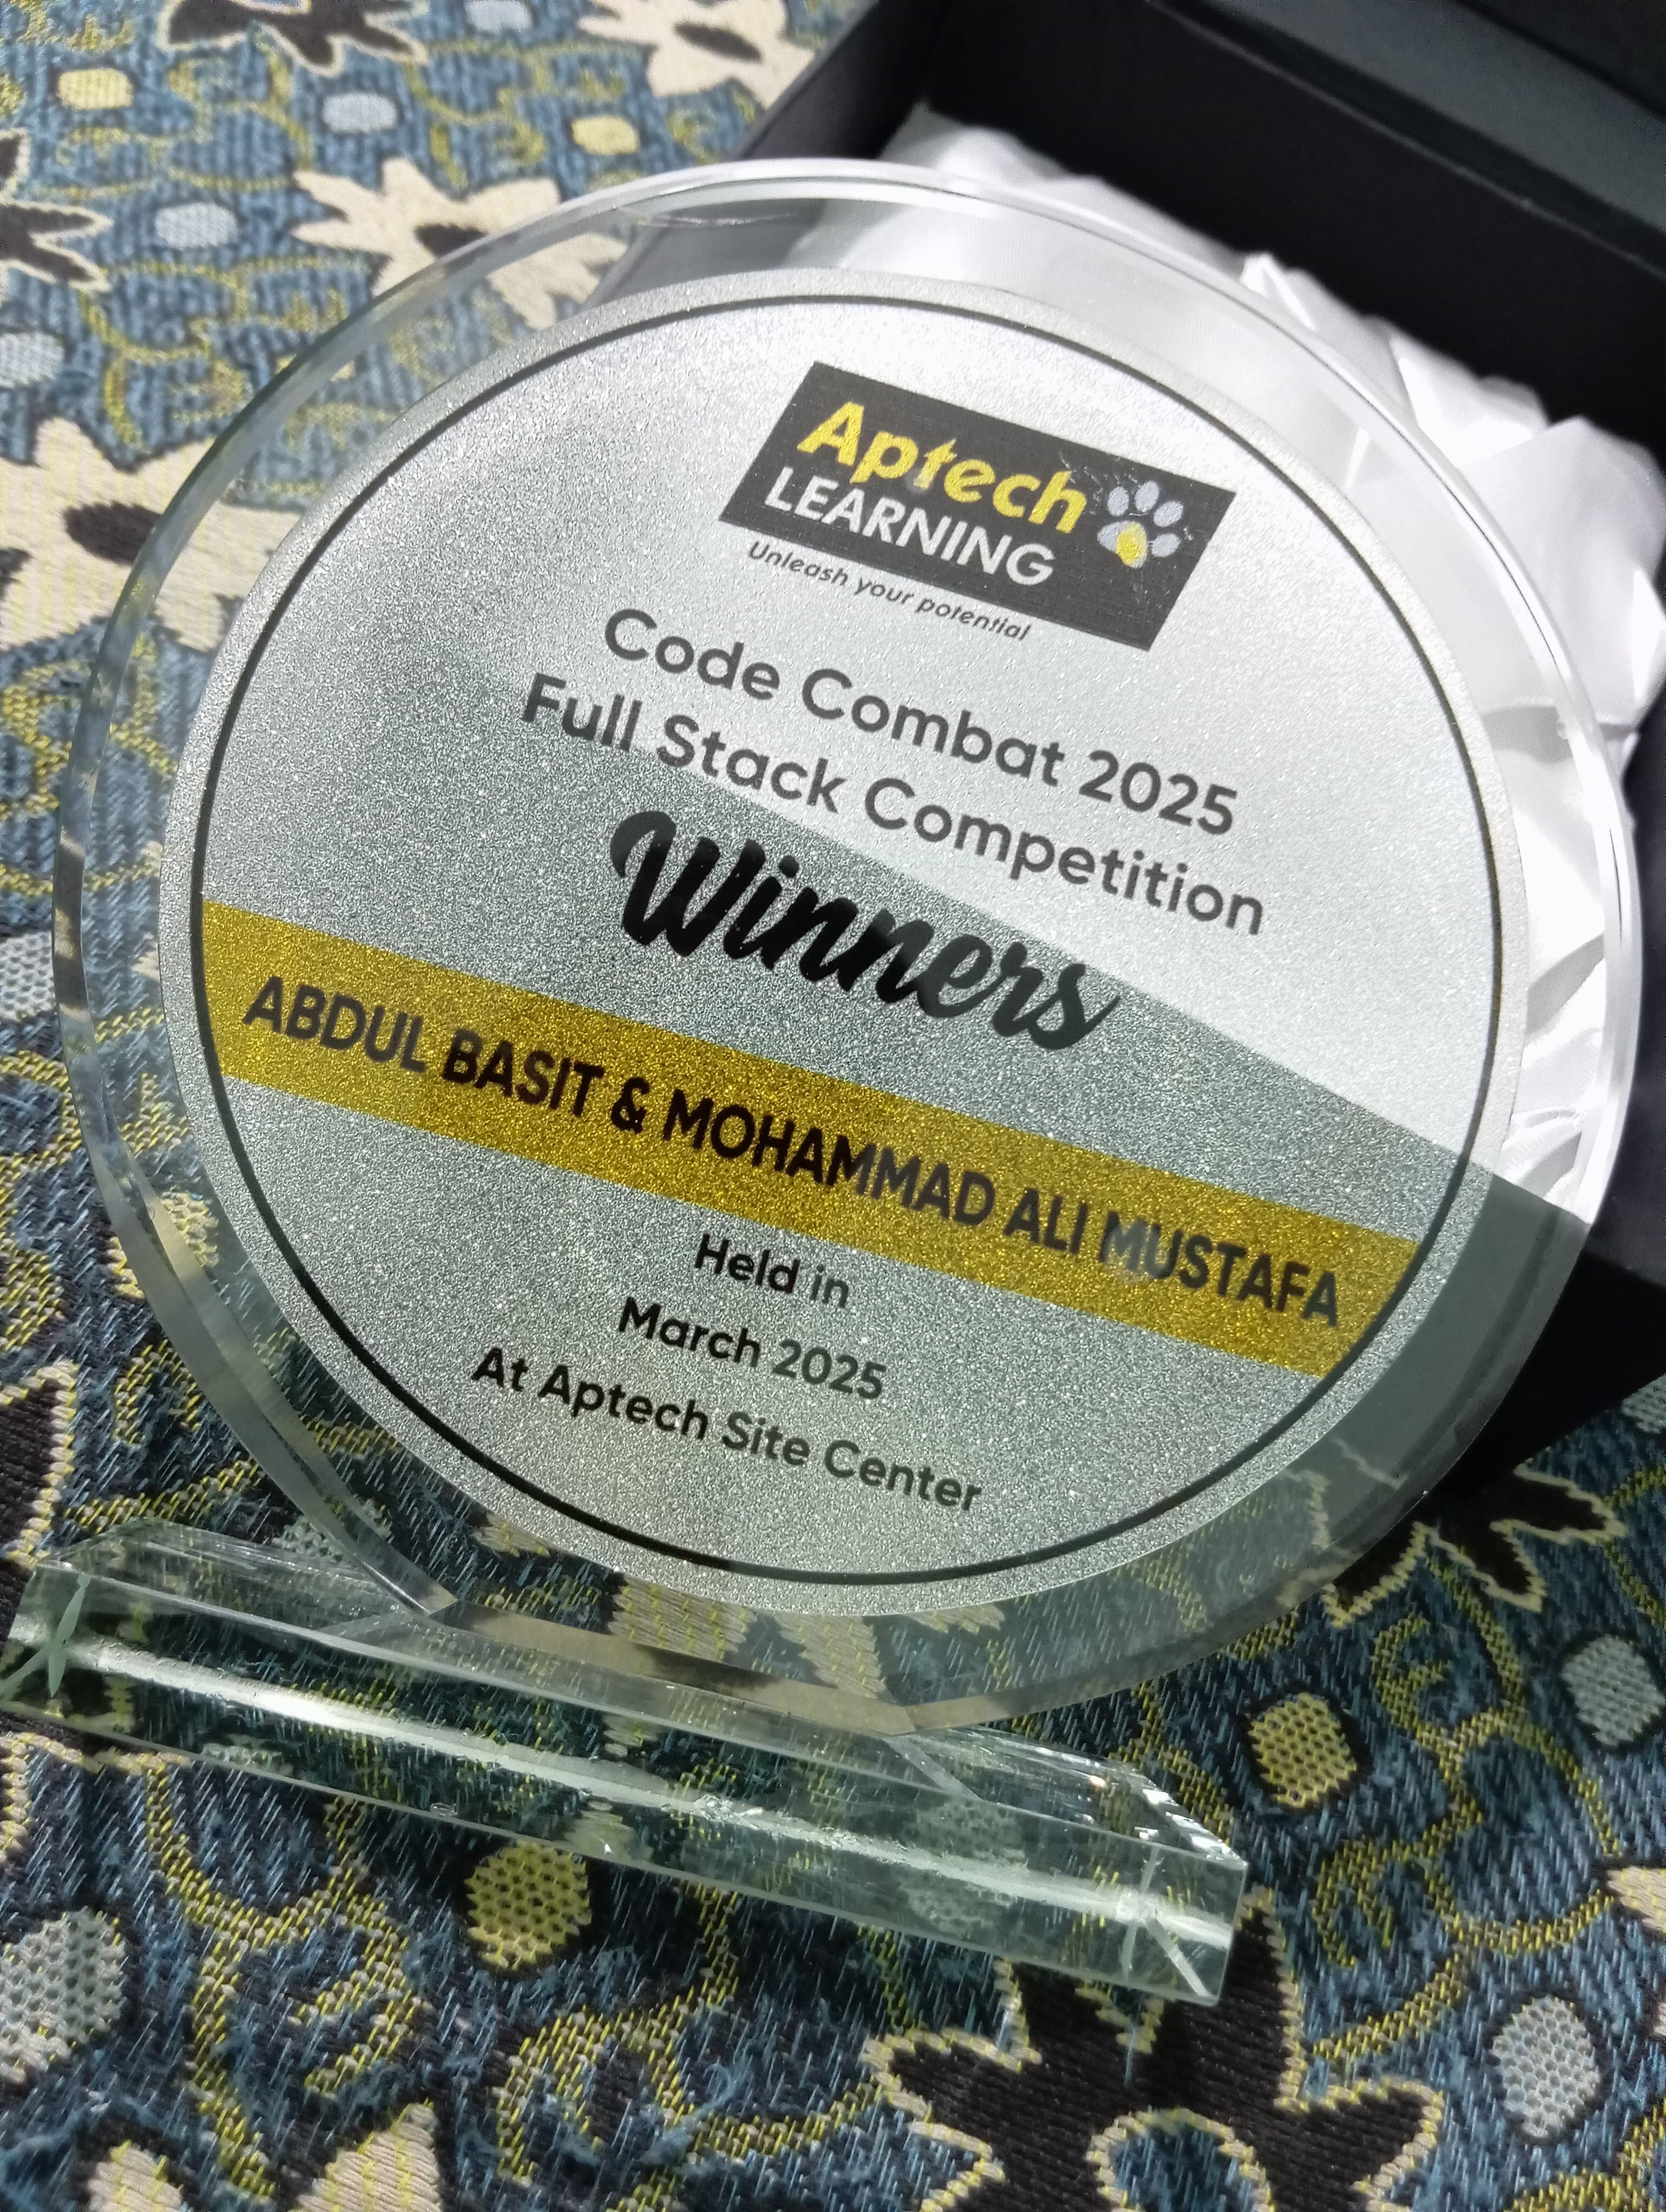 Aptech
LEARNING
Unleash your potential
Code Combat 2025
Full Stack Competition
Winners
ABDUL BASIT & MOHAMMAD ALI MUSTAFA
Held in
March 2025
At Aptech Site Center